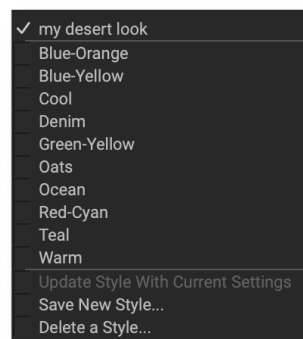 my desert look
Blue-Orange
Blue-Yellow
Cool
Denim
Green-Yellow
Oats
Ocean
Red-Cyan
Teal
Warm
Update Style With Current Settings
Save New Style...
Delete a Style...